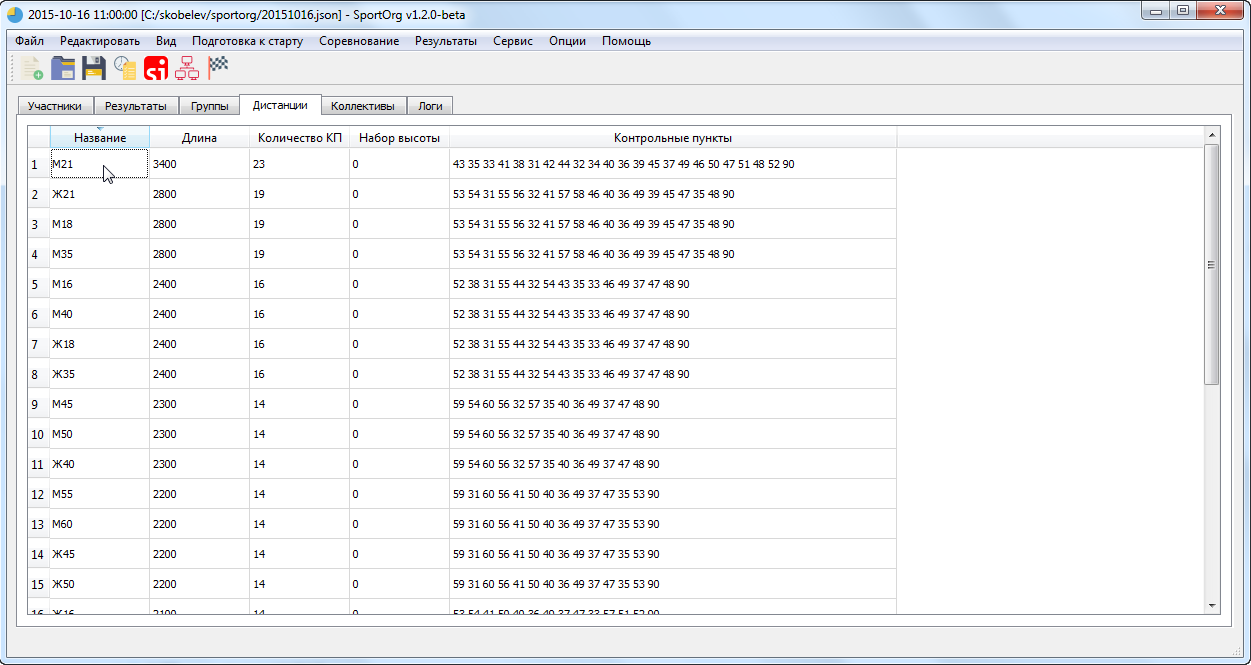 2015-10-16 11:00:00 [C:/skobelev/sportorg/20151016.json] - SportOrg v1.2.0-beta
Файл Редактировать Вид Подготовка к старту Соревнование Результаты Сервис Опции Помощь
Участники Результаты Группы Дистанции Коллективы Логи
Название Длина Количество КП Набор высоты Контрольные пункты
1 М21 3400 23 0 43 35 33 41 38 31 42 44 32 34 40 36 39 45 37 49 46 50 47 51 48 52 90
2 Ж21 2800 19 0 53 54 31 55 56 32 41 57 58 46 40 36 49 39 45 47 35 48 90
3 М18 2800 19 0 53 54 31 55 56 32 41 57 58 46 40 36 49 39 45 47 35 48 90
4 М35 2800 19 0 53 54 31 55 56 32 41 57 58 46 40 36 49 39 45 47 35 48 90
5 М16 2400 16 0 52 38 31 55 44 32 54 43 35 33 46 49 37 47 48 90
6 М40 2400 16 0 52 38 31 55 44 32 54 43 35 33 46 49 37 47 48 90
7 Ж18 2400 16 0 52 38 31 55 44 32 54 43 35 33 46 49 37 47 48 90
8 Ж35 2400 16 0 52 38 31 55 44 32 54 43 35 33 46 49 37 47 48 90
9 М45 2300 14 0 59 54 60 56 32 57 35 40 36 49 37 47 48 90
10 М50 2300 14 0 59 54 60 56 32 57 35 40 36 49 37 47 48 90
11 Ж40 2300 14 0 59 54 60 56 32 57 35 40 36 49 37 47 48 90
12 М55 2200 14 0 59 31 60 56 41 50 40 36 49 37 47 35 53 90
13 М60 2200 14 0 59 31 60 56 41 50 40 36 49 37 47 35 53 90
14 Ж45 2200 14 0 59 31 60 56 41 50 40 36 49 37 47 35 53 90
15 Ж50 2200 14 0 59 31 60 56 41 50 40 36 49 37 47 35 53 90
16 Ж16 2100 14 0 53 54 41 50 40 36 49 37 47 33 57 51 52 90